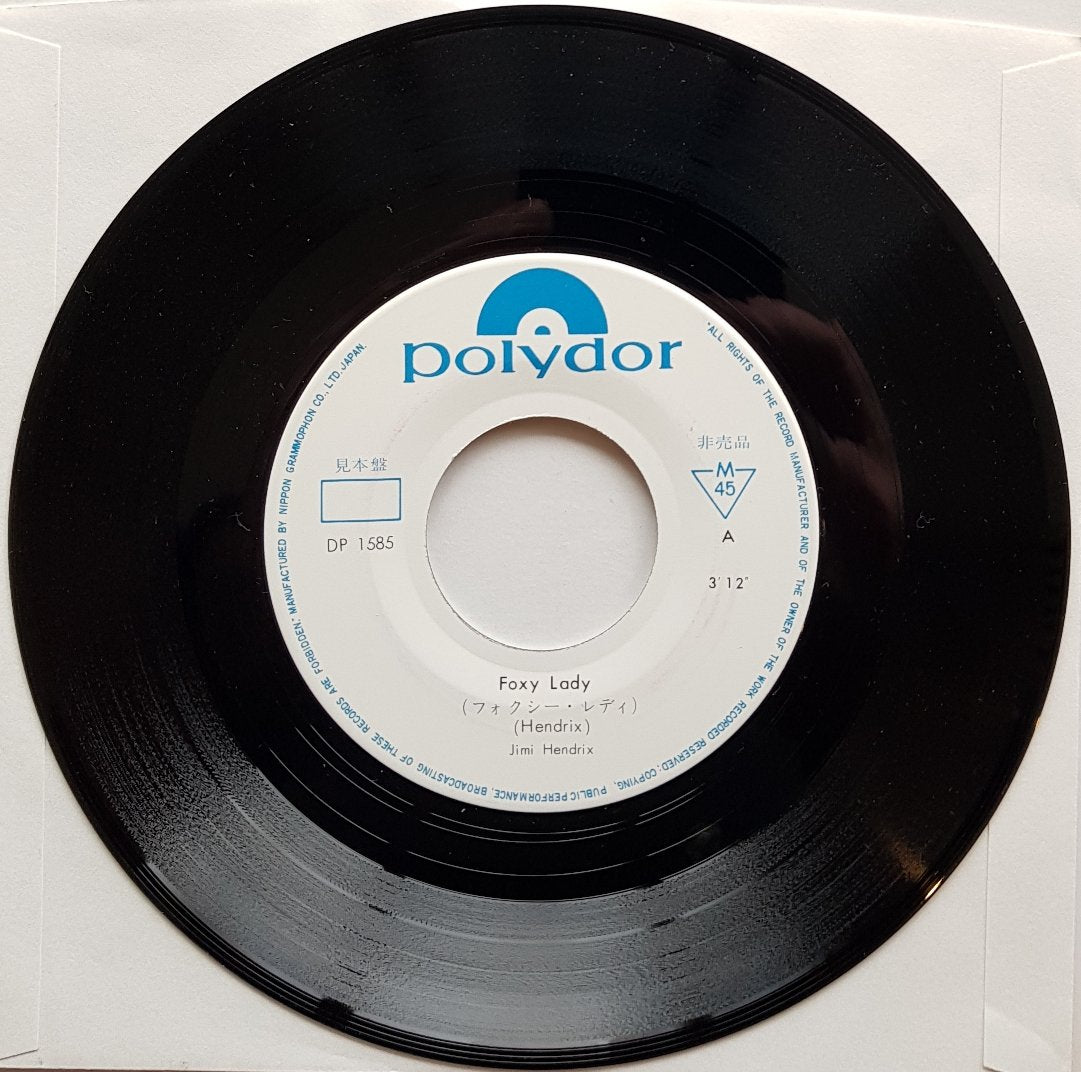 polydor
見本盤
DP 1585
非売品
M
45
A
3'12"
Foxy Lady
(フォクシー・レディ)
(Hendrix)
Jimi Hendrix
"ALL RIGHTS OF THE RECORD MANUFACTURER AND OF THE OWNER OF THE WORK RECORDED RESERVED: COPYING, PUBLIC PERFORMANCE, BROADCASTING OF THESE RECORDS ARE FORBIDDEN." MANUFACTURED BY NIPPON GRAMMOPHON CO., LTD. JAPAN.